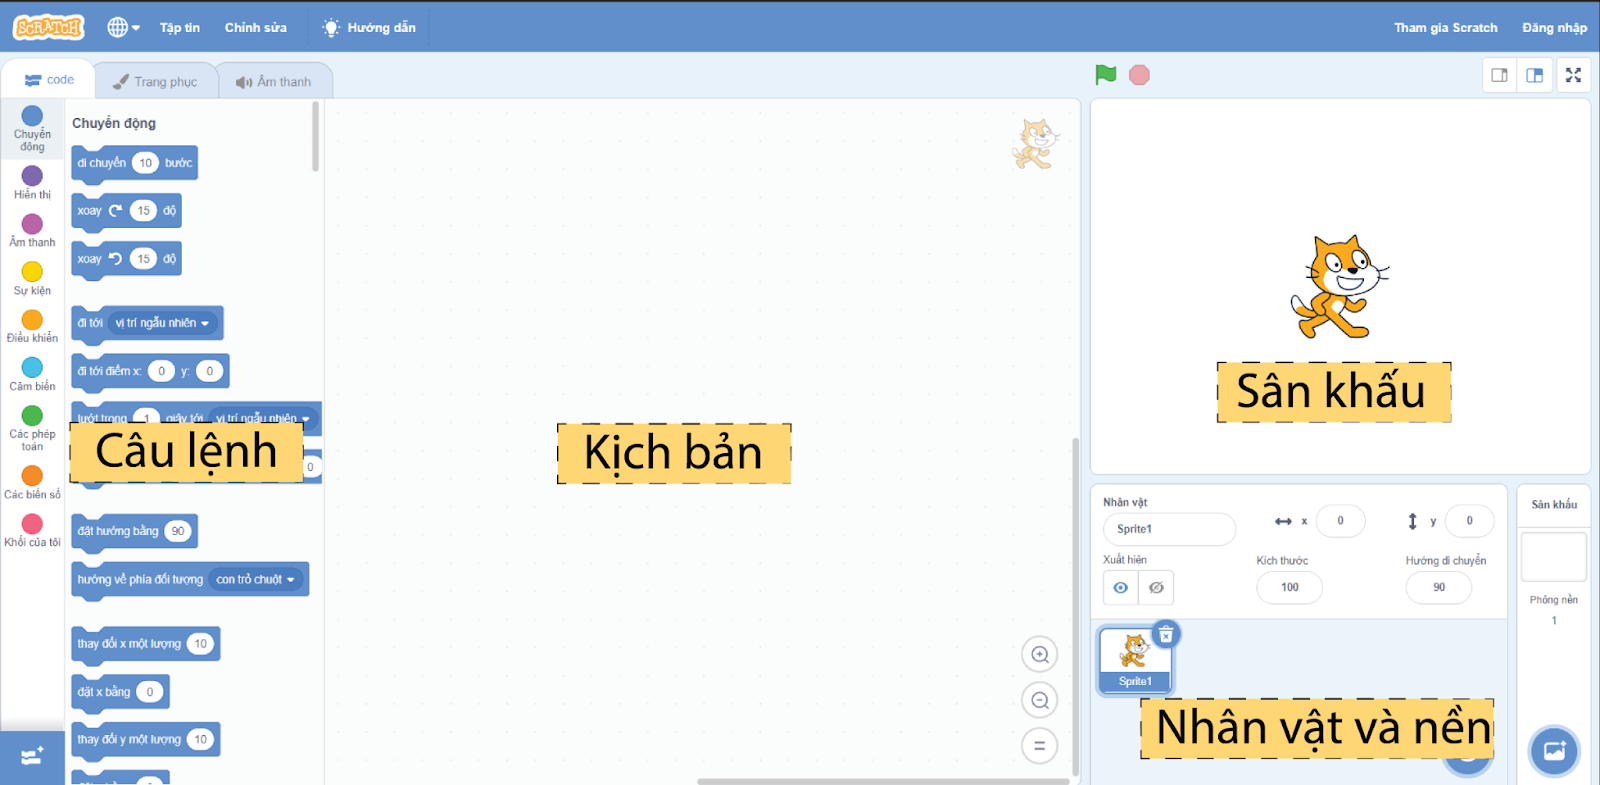 SCRATCH Tập tin Chỉnh sửa Hướng dẫn Tham gia Scratch Đăng nhập
code Trang phục Âm thanh
Chuyển động
Hiển thị
Âm thanh
Sự kiện
Điều khiển
Cảm biến
Các phép toán
Các biến số
Khối của tôi
Chuyển động
di chuyển 10 bước
xoay 15 độ
xoay 15 độ
đi tới vị trí ngẫu nhiên
đi tới điểm x: 0 y: 0
lướt trong 1 giây tới vị trí ngẫu nhiên
Câu lệnh
0
đặt hướng bằng 90
hướng về phía đối tượng con trỏ chuột
thay đổi x một lượng 10
đặt x bằng 0
thay đổi y một lượng 10
Kịch bản
Sân khấu
Nhân vật
Sprite1
x 0 y 0
Xuất hiện
Kích thước
100
Hướng di chuyển
90
Sprite1
Nhân vật và nền
Sân khấu
Phông nền
1